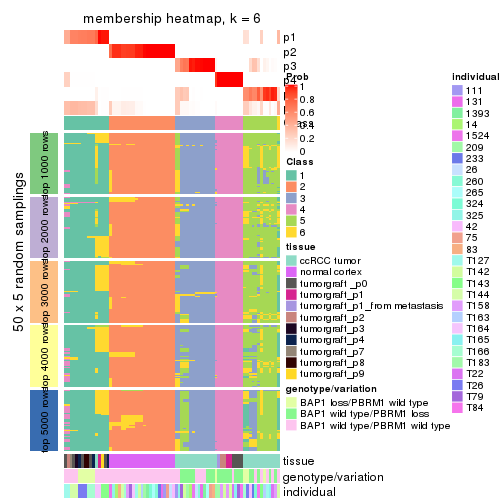 membership heatmap, k = 6
p1
p2
p3
p4
Prob
1
0.8
0.6
0.4
0.2
0
Class
1
2
3
4
5
6
tissue
ccRCC tumor
normal cortex
tumorgraft _p0
tumorgraft_p1
tumorgraft_p1_from metastasis
tumorgraft_p2
tumorgraft_p3
tumorgraft_p4
tumorgraft_p7
tumorgraft_p8
tumorgraft_p9
genotype/variation
BAP1 loss/PBRM1 wild type
BAP1 wild type/PBRM1 loss
BAP1 wild type/PBRM1 wild type
individual
111
131
1393
14
1524
209
233
26
260
265
324
325
42
75
83
T127
T142
T143
T144
T158
T163
T164
T165
T166
T183
T22
T26
T79
T84
50 x 5 random samplings
top 1000 rows
top 2000 rows
top 3000 rows
top 4000 rows
top 5000 rows
tissue
genotype/variation
individual